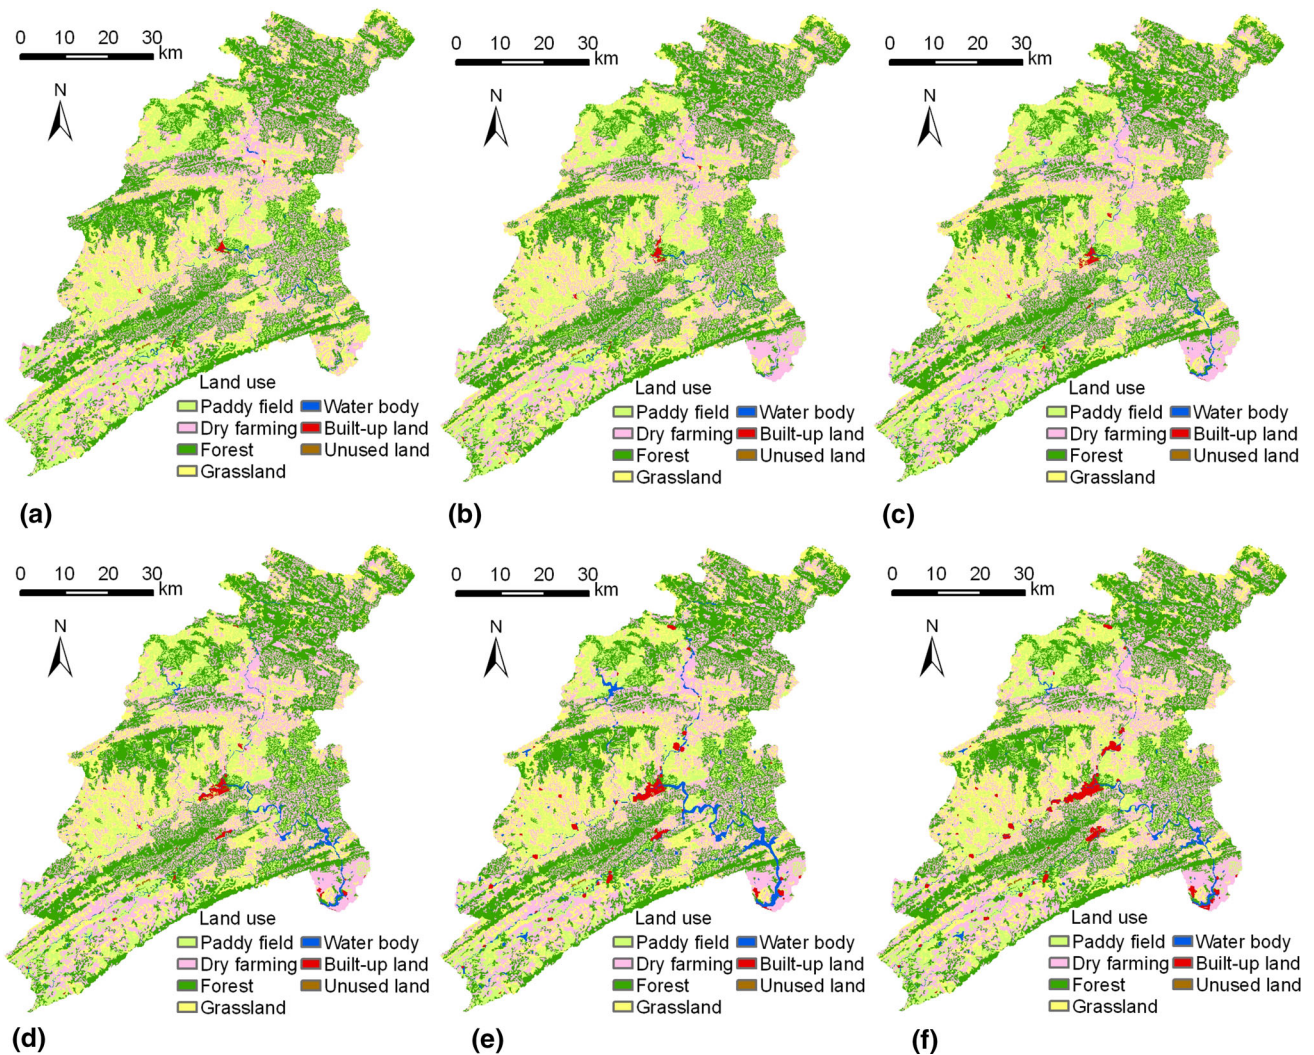 0 10 20 30
km
N
Land use
Paddy field
Water body
Dry farming
Built-up land
Forest
Unused land
Grassland
(a)
0 10 20 30
km
N
Land use
Paddy field
Water body
Dry farming
Built-up land
Forest
Unused land
Grassland
(b)
0 10 20 30
km
N
Land use
Paddy field
Water body
Dry farming
Built-up land
Forest
Unused land
Grassland
(c)
0 10 20 30
km
N
Land use
Paddy field
Water body
Dry farming
Built-up land
Forest
Unused land
Grassland
(d)
0 10 20 30
km
N
Land use
Paddy field
Water body
Dry farming
Built-up land
Forest
Unused land
Grassland
(e)
0 10 20 30
km
N
Land use
Paddy field
Water body
Dry farming
Built-up land
Forest
Unused land
Grassland
(f)